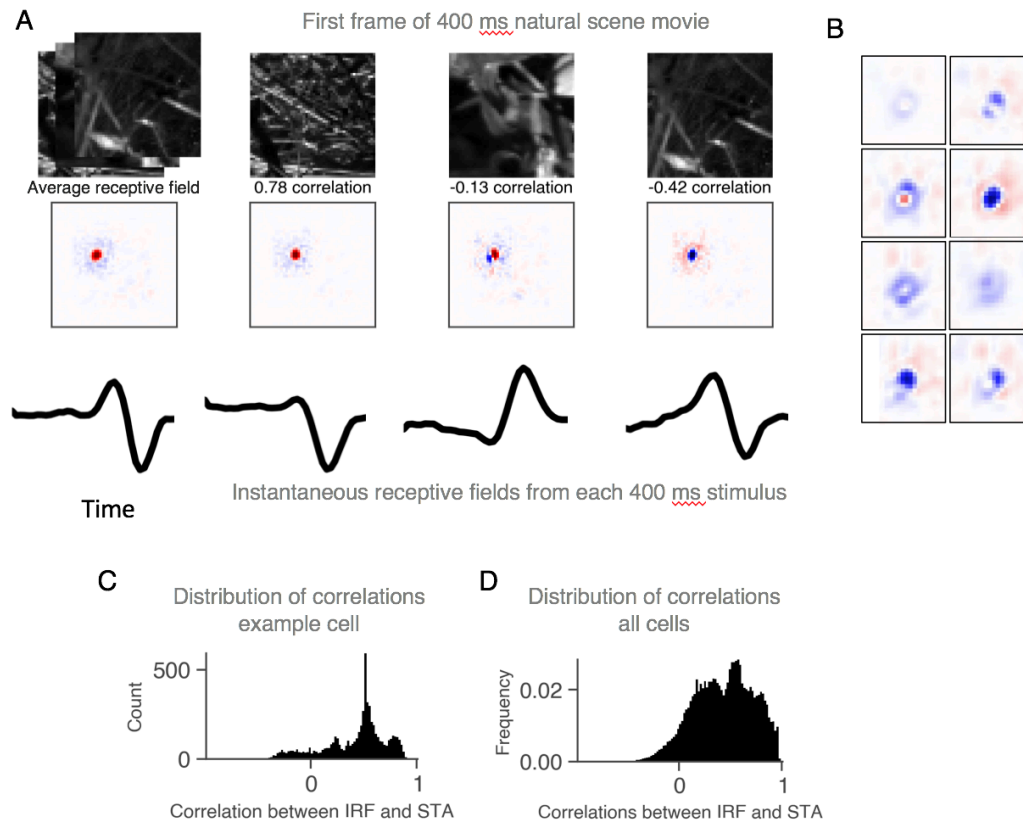 A
First frame of 400 ms natural scene movie
B
Average receptive field
0.78 correlation
-0.13 correlation
-0.42 correlation
Time
Instantaneous receptive fields from each 400 ms stimulus
C
Distribution of correlations
example cell
D
Distribution of correlations
all cells
Count
500
0
0
1
Correlation between IRF and STA
Frequency
0.02
0.00
0
1
Correlations between IRF and STA